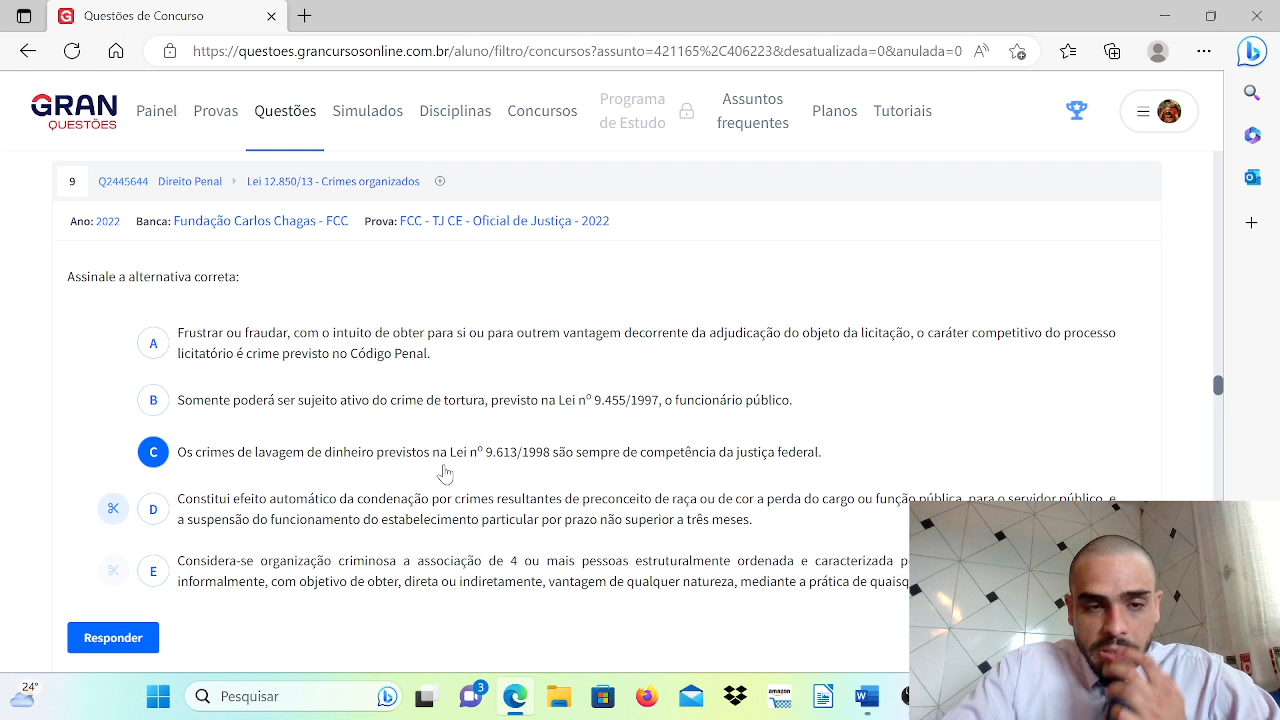 Questões de Concurso
https://questoes.grancursosonline.com.br/aluno/filtro/concursos?assunto=421165%2C406223&desatualizada=0&anulada=0
GRAN
QUESTÕES
Painel
Provas
Questões
Simulados
Disciplinas
Concursos
Programa
de Estudo
Assuntos
frequentes
Planos
Tutoriais
9 Q2445644 Direito Penal Lei 12.850/13 - Crimes organizados
Ano: 2022 Banca: Fundação Carlos Chagas - FCC Prova: FCC - TJ CE - Oficial de Justiça - 2022
Assinale a alternativa correta:
A Frustrar ou fraudar, com o intuito de obter para si ou para outrem vantagem decorrente da adjudicação do objeto da licitação, o caráter competitivo do processo
licitatório é crime previsto no Código Penal.
B Somente poderá ser sujeito ativo do crime de tortura, previsto na Lei nº 9.455/1997, o funcionário público.
C Os crimes de lavagem de dinheiro previstos na Lei nº 9.613/1998 são sempre de competência da justiça federal.
D Constitui efeito automático da condenação por crimes resultantes de preconceito de raça ou de cor a perda do cargo ou função pública, para o servidor público, e
a suspensão do funcionamento do estabelecimento particular por prazo não superior a três meses.
E Considera-se organização criminosa a associação de 4 ou mais pessoas estruturalmente ordenada e caracterizada
informalmente, com objetivo de obter, direta ou indiretamente, vantagem de qualquer natureza, mediante a prática de
Responder
24°
Pesquisar
3
amazon
W